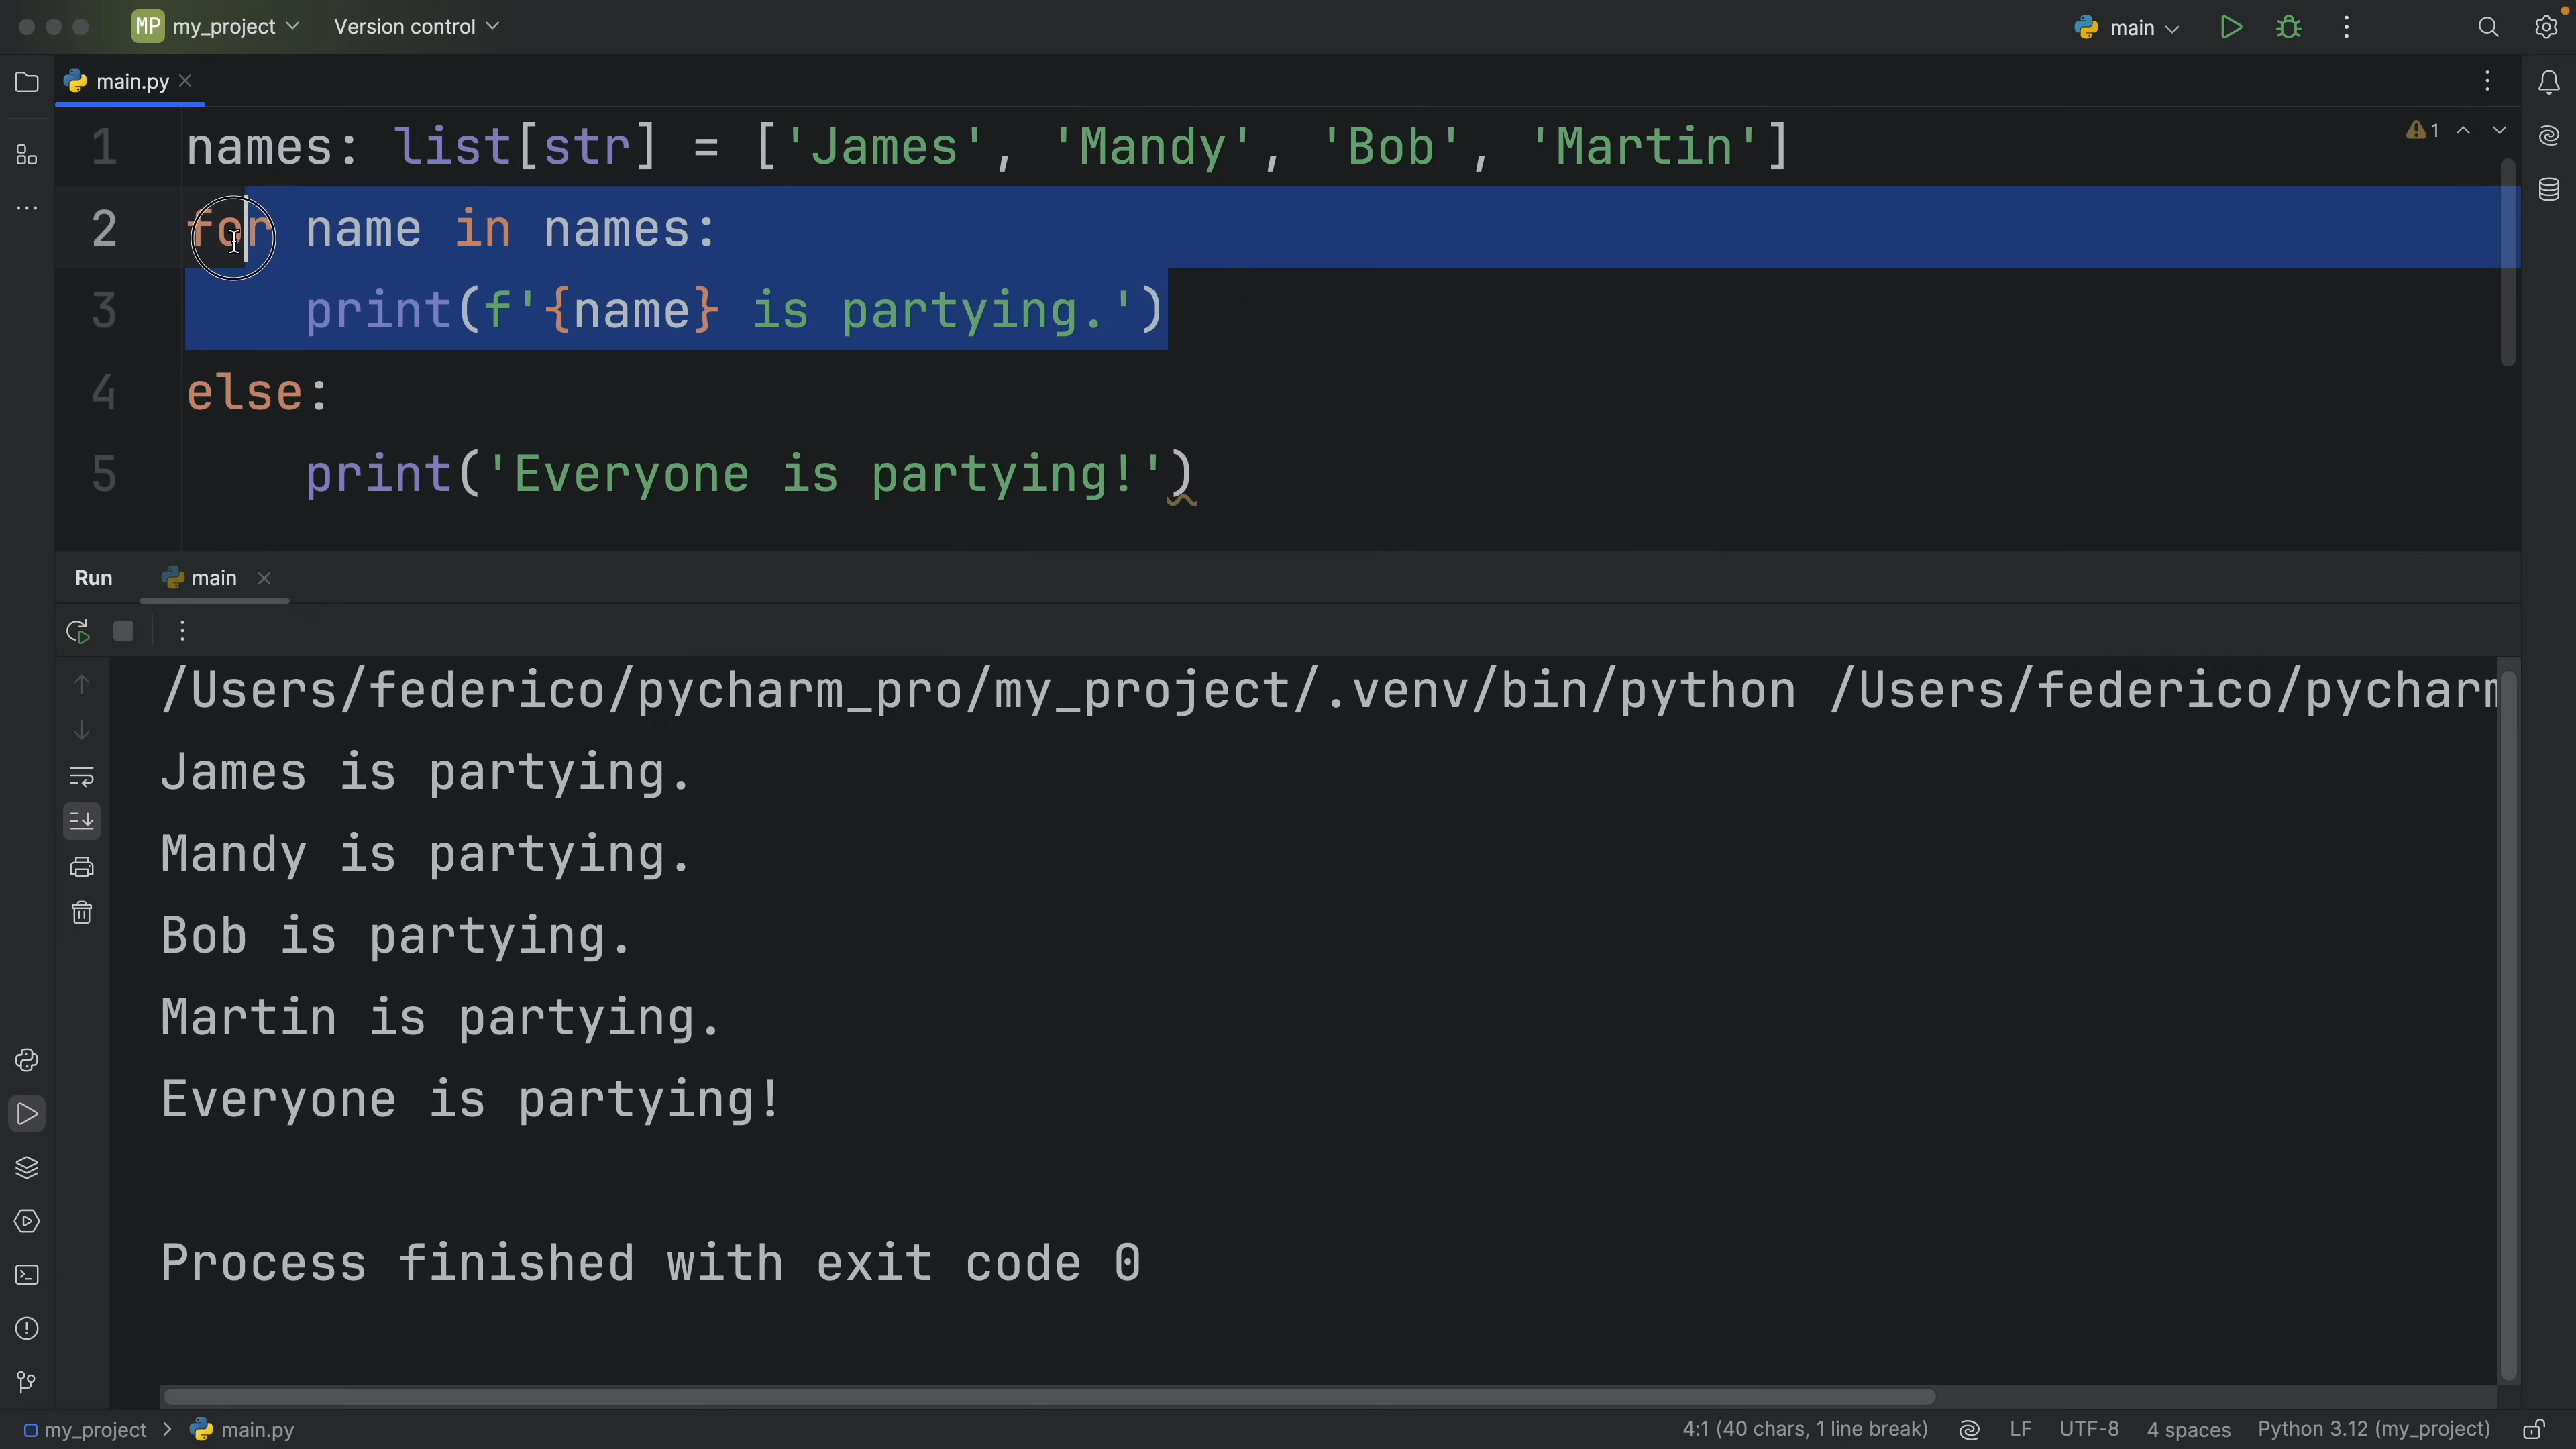 MP my_project Version control main
main.py
1 names: list[str] = ['James', 'Mandy', 'Bob', 'Martin'] 1
2 for name in names:
3 print(f'{name} is partying.')
4 else:
5 print('Everyone is partying!')
Run main
/Users/federico/pycharm_pro/my_project/.venv/bin/python /Users/federico/pycharm
James is partying.
Mandy is partying.
Bob is partying.
Martin is partying.
Everyone is partying!
Process finished with exit code 0
my_project > main.py 4:1 (40 chars, 1 line break) LF UTF-8 4 spaces Python 3.12 (my_project)